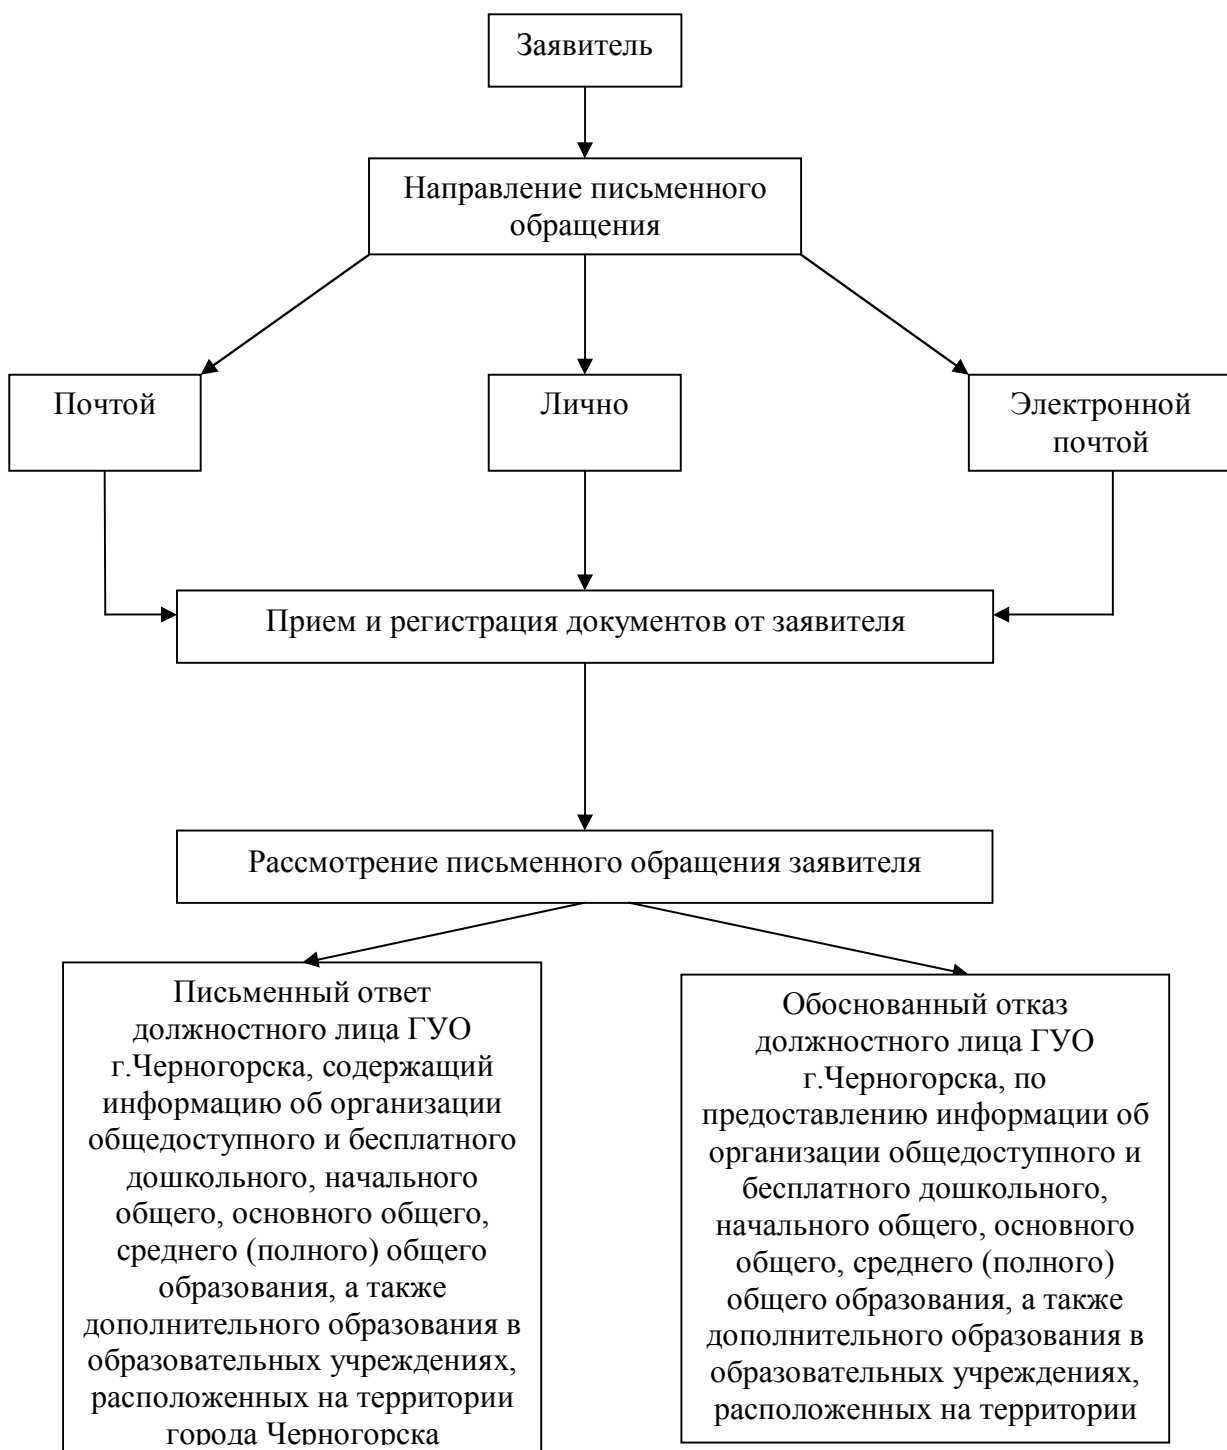 Заявитель
Направление письменного
обращения
Почтой
Лично
Электронной
почтой
Прием и регистрация документов от заявителя
Рассмотрение письменного обращения заявителя
Письменный ответ
должностного лица ГУО
г.Черногорска, содержащий
информацию об организации
общедоступного и бесплатного
дошкольного, начального
общего, основного общего,
среднего (полного) общего
образования, а также
дополнительного образования в
образовательных учреждениях,
расположенных на территории
города Черногорска
Обоснованный отказ
должностного лица ГУО
г.Черногорска, по
предоставлению информации об
организации общедоступного и
бесплатного дошкольного,
начального общего, основного
общего, среднего (полного)
общего образования, а также
дополнительного образования в
образовательных учреждениях,
расположенных на территории